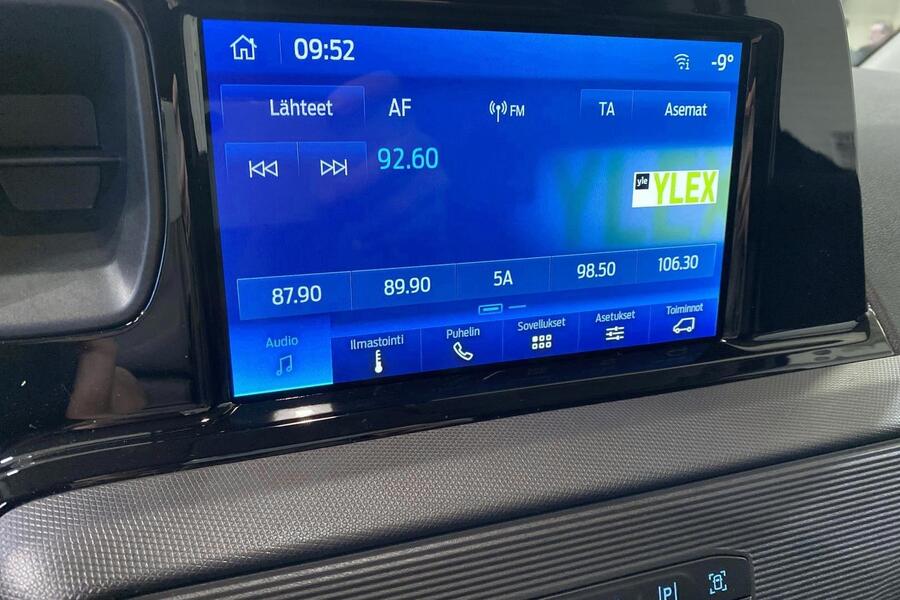 09:52 -9°
Lähteet AF FM TA Asemat
92.60
yle YLEX
87.90 89.90 5A 98.50 106.30
Audio Ilmastointi Puhelin Sovellukset Asetukset Toiminnot
P